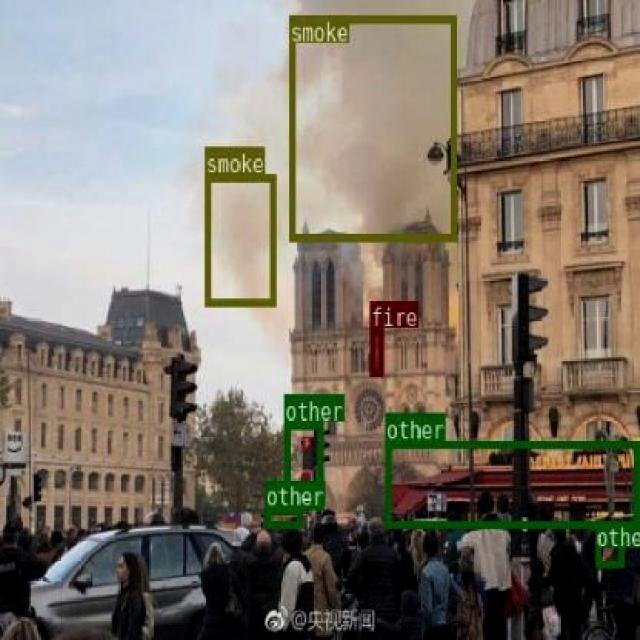 smoke
smoke
fire
other
other
other
othe
@央视新闻